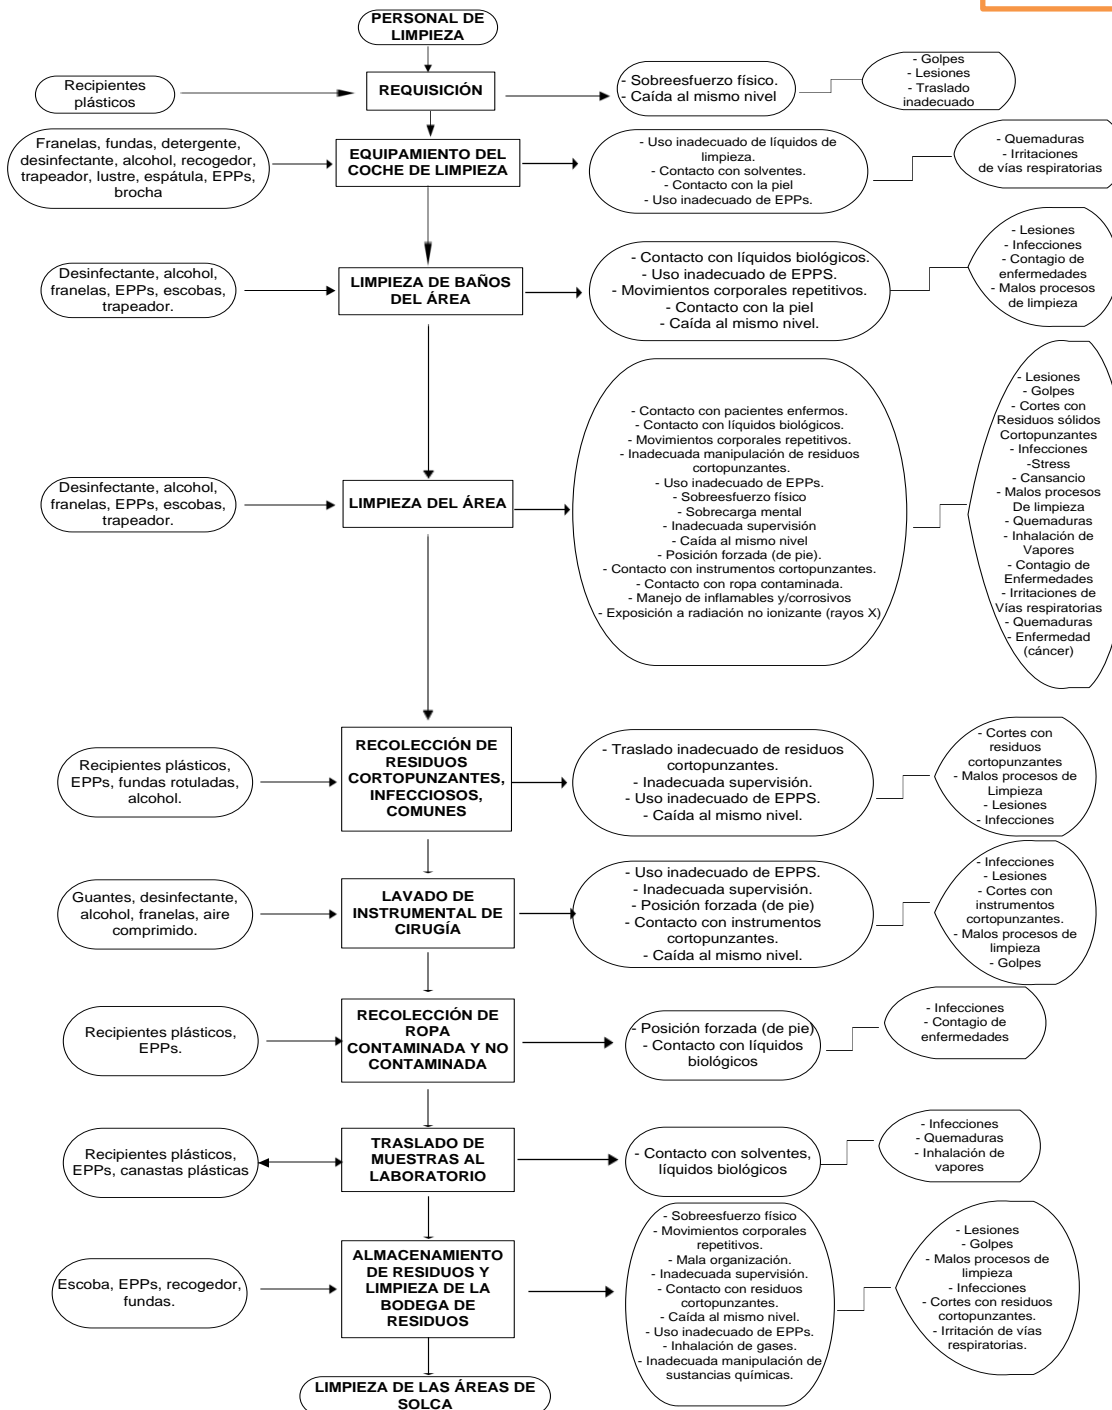 PERSONAL DE
LIMPIEZA
Recipientes
plásticos
REQUISICIÓN
- Sobreesfuerzo físico.
- Caída al mismo nivel
- Golpes
- Lesiones
- Traslado
inadecuado
Franelas, fundas, detergente,
desinfectante, alcohol, recogedor,
trapeador, lustre, espátula, EPPs,
brocha
EQUIPAMIENTO DEL
COCHE DE LIMPIEZA
- Uso inadecuado de líquidos de
limpieza.
- Contacto con solventes.
- Contacto con la piel
- Uso inadecuado de EPPs.
- Quemaduras
- Irritaciones
de vías respiratorias
Desinfectante, alcohol,
franelas, EPPs, escobas,
trapeador.
LIMPIEZA DE BAÑOS
DEL ÁREA
- Contacto con líquidos biológicos.
- Uso inadecuado de EPPS.
- Movimientos corporales repetitivos.
- Contacto con la piel
- Caída al mismo nivel.
- Lesiones
- Infecciones
- Contagio de
enfermedades
- Malos procesos
de limpieza
Desinfectante, alcohol,
franelas, EPPs, escobas,
trapeador.
LIMPIEZA DEL ÁREA
- Contacto con pacientes enfermos.
- Contacto con líquidos biológicos.
- Movimientos corporales repetitivos.
- Inadecuada manipulación de residuos
cortopunzantes.
- Uso inadecuado de EPPs.
- Sobreesfuerzo físico
- Sobrecarga mental
- Inadecuada supervisión
- Caída al mismo nivel
- Posición forzada (de pie).
- Contacto con instrumentos cortopunzantes.
- Contacto con ropa contaminada.
- Manejo de inflamables y/corrosivos
- Exposición a radiación no ionizante (rayos X)
- Lesiones
- Golpes
- Cortes con
Residuos sólidos
Cortopunzantes
- Infecciones
-Stress
- Cansancio
- Malos procesos
De limpieza
- Quemaduras
- Inhalación de
Vapores
- Contagio de
Enfermedades
- Irritaciones de
Vías respiratorias
- Quemaduras
- Enfermedad
(cáncer)
Recipientes plásticos,
EPPs, fundas rotuladas,
alcohol.
RECOLECCIÓN DE
RESIDUOS
CORTOPUNZANTES,
INFECCIOSOS,
COMUNES
- Traslado inadecuado de residuos
cortopunzantes.
- Inadecuada supervisión.
- Uso inadecuado de EPPS.
- Caída al mismo nivel.
- Cortes con
residuos
cortopunzantes
- Malos procesos de
Limpieza
- Lesiones
- Infecciones
Guantes, desinfectante,
alcohol, franelas, aire
comprimido.
LAVADO DE
INSTRUMENTAL DE
CIRUGÍA
- Uso inadecuado de EPPS.
- Inadecuada supervisión.
- Posición forzada (de pie)
- Contacto con instrumentos
cortopunzantes.
- Caída al mismo nivel.
- Infecciones
- Lesiones
- Cortes con
instrumentos
cortopunzantes.
- Malos procesos de
limpieza
- Golpes
Recipientes plásticos,
EPPs.
RECOLECCIÓN DE
ROPA
CONTAMINADA Y NO
CONTAMINADA
- Posición forzada (de pie)
- Contacto con líquidos
biológicos
- Infecciones
- Contagio de
enfermedades
Recipientes plásticos,
EPPs, canastas plásticas
TRASLADO DE
MUESTRAS AL
LABORATORIO
- Contacto con solventes,
líquidos biológicos
- Infecciones
- Quemaduras
- Inhalación de
vapores
Escoba, EPPs, recogedor,
fundas.
ALMACENAMIENTO
DE RESIDUOS Y
LIMPIEZA DE LA
BODEGA DE
RESIDUOS
- Sobreesfuerzo físico
- Movimientos corporales
repetitivos.
- Mala organización.
- Inadecuada supervisión.
- Contacto con residuos
cortopunzantes.
- Caída al mismo nivel.
- Uso inadecuado de EPPs.
- Inhalación de gases.
- Inadecuada manipulación de
sustancias químicas.
- Lesiones
- Golpes
- Malos procesos de
limpieza
- Infecciones
- Cortes con residuos
cortopunzantes.
- Irritación de vías
respiratorias.
LIMPIEZA DE LAS ÁREAS DE
SOLCA